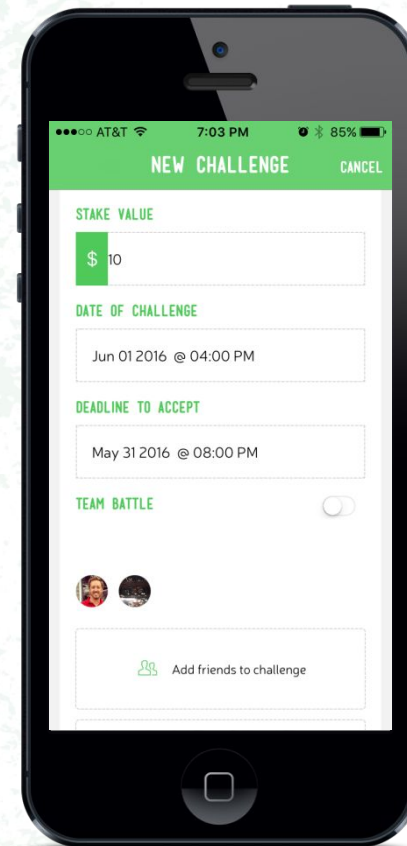 AT&T 7:03 PM 85%
NEW CHALLENGE CANCEL
STAKE VALUE
$ 10
DATE OF CHALLENGE
Jun 01 2016 @ 04:00 PM
DEADLINE TO ACCEPT
May 31 2016 @ 08:00 PM
TEAM BATTLE
Add friends to challenge